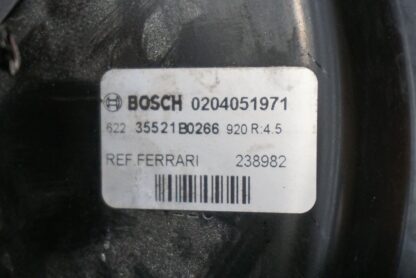 BOSCH 0204051971
622 35521B0266 920 R:4.5
REF.FERRARI 238982